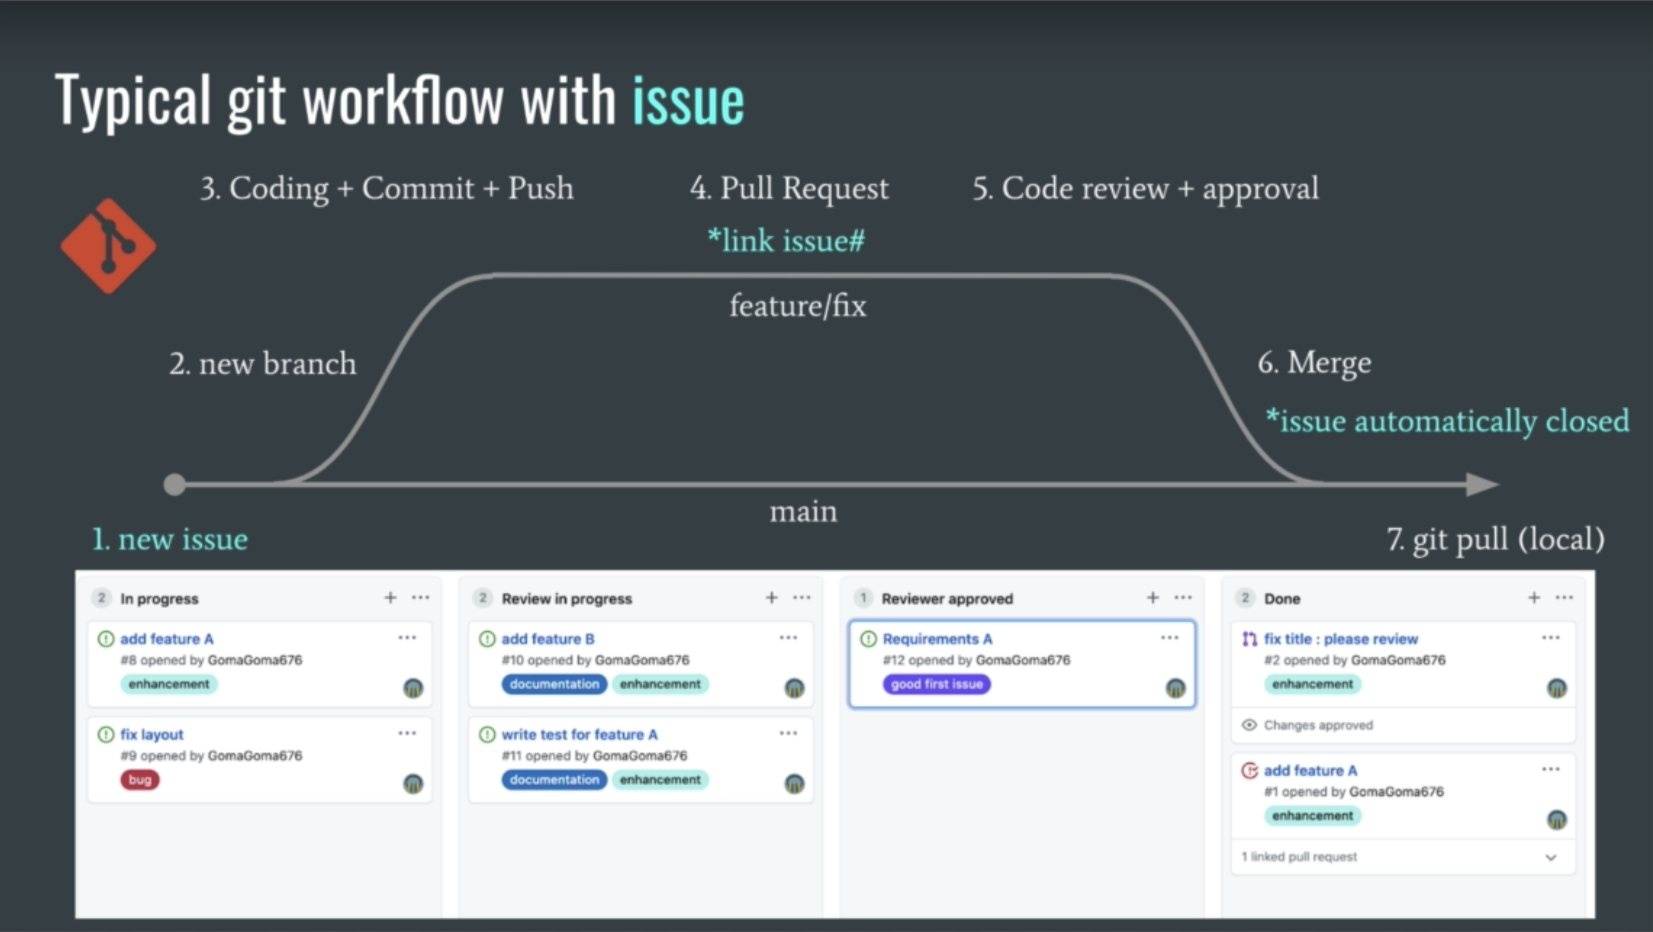 Typical git workflow with issue
3. Coding + Commit + Push
4. Pull Request
5. Code review + approval
*link issue#
feature/fix
2. new branch
6. Merge
*issue automatically closed
main
1. new issue
7. git pull (local)
2 In progress + ...
add feature A ...
#8 opened by GomaGoma676
enhancement
fix layout ...
#9 opened by GomaGoma676
bug
2 Review in progress + ...
add feature B ...
#10 opened by GomaGoma676
documentation enhancement
write test for feature A ...
#11 opened by GomaGoma676
documentation enhancement
1 Reviewer approved + ...
Requirements A ...
#12 opened by GomaGoma676
good first issue
2 Done + ...
fix title : please review ...
#2 opened by GomaGoma676
enhancement
Changes approved
add feature A ...
#1 opened by GomaGoma676
enhancement
1 linked pull request